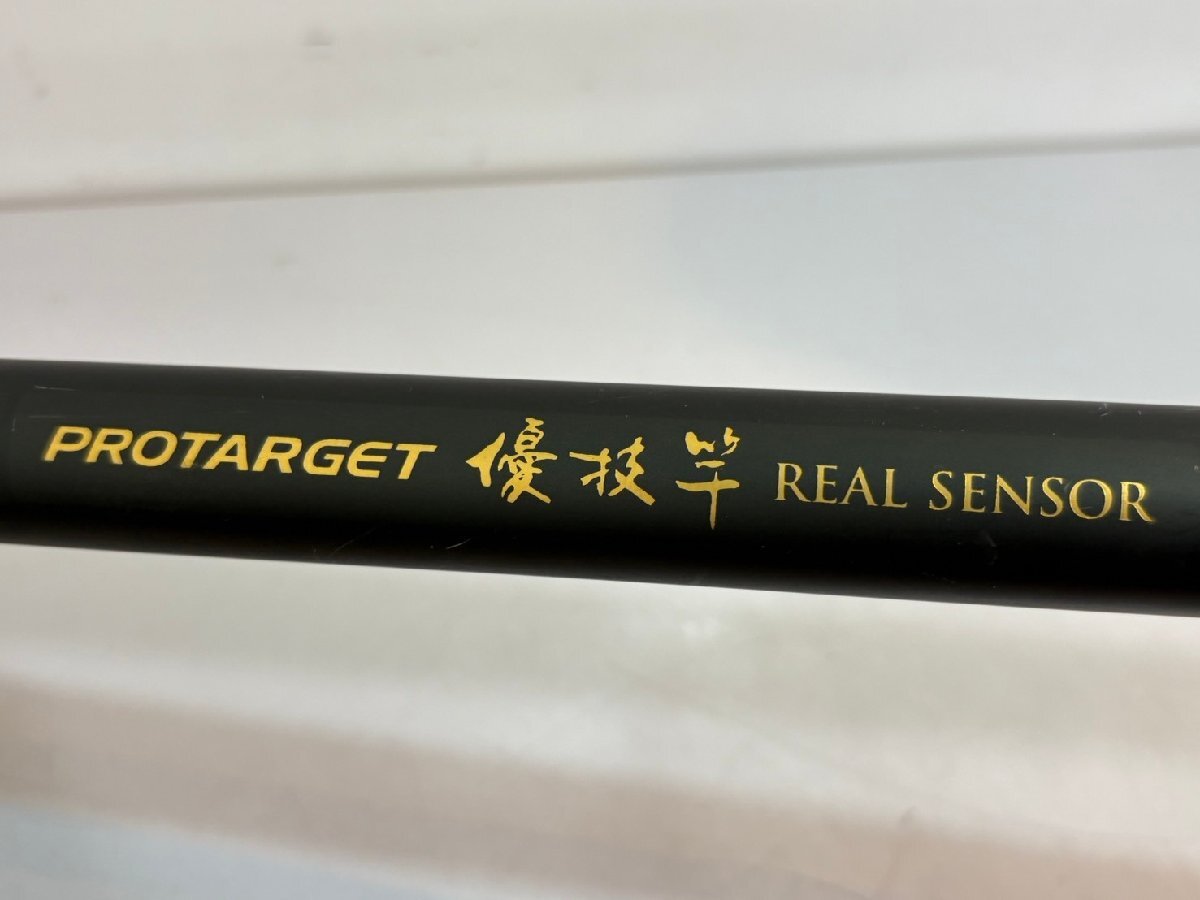 PROTARGET 優技竿 REAL SENSOR